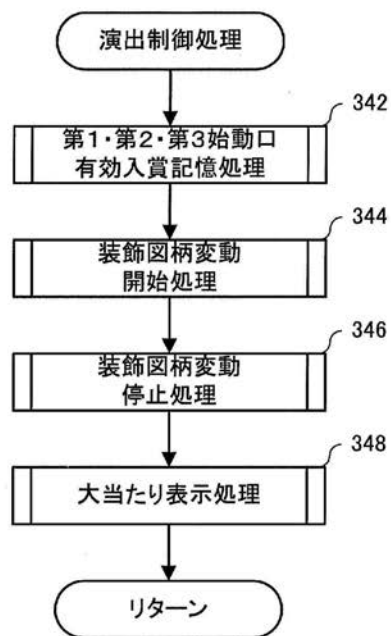 演出制御処理
342
第1・第2・第3始動口
有効入賞記憶処理
344
装飾図柄変動
開始処理
346
装飾図柄変動
停止処理
348
大当たり表示処理
リターン